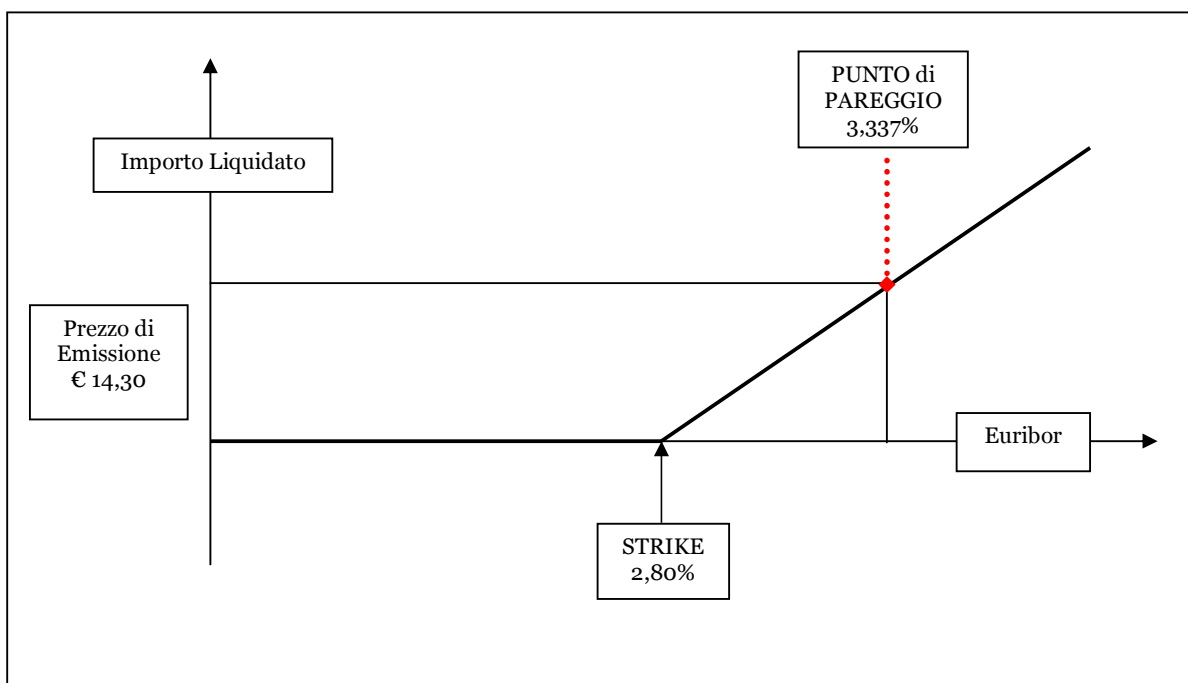 PUNTO di
PAREGGIO
3,337%
Importo Liquidato
Prezzo di
Emissione
€ 14,30
Euribor
STRIKE
2,80%